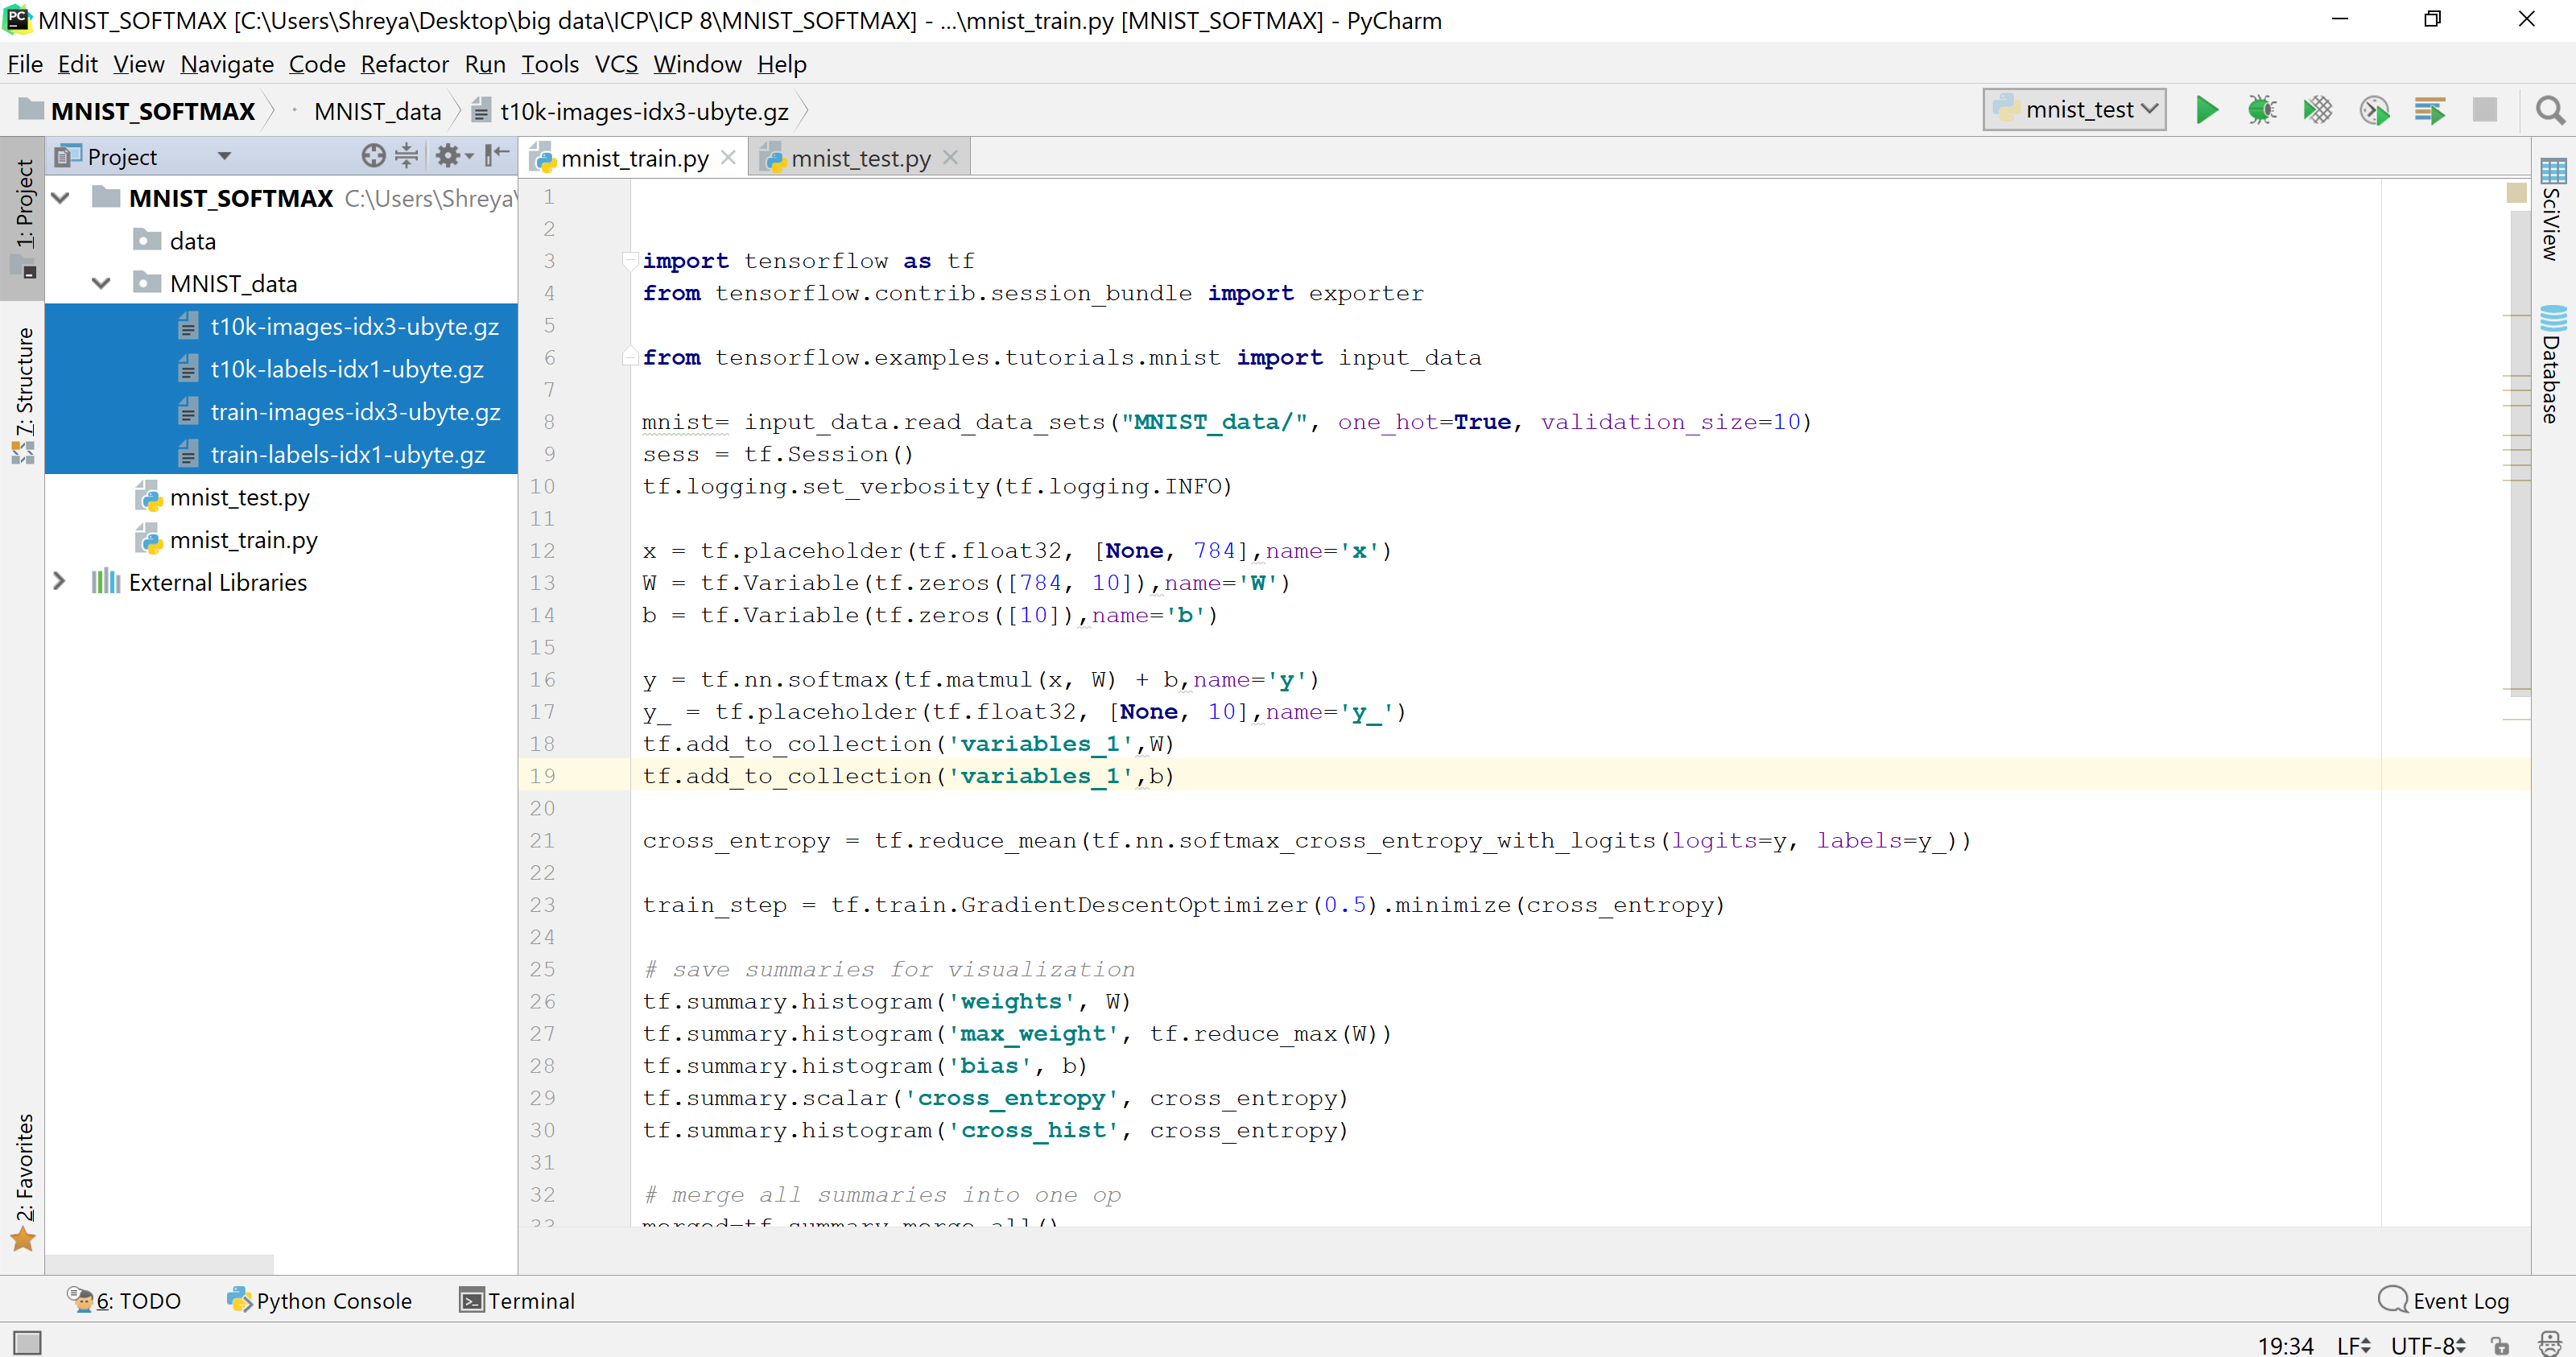 MNIST_SOFTMAX [C:\Users\Shreya\Desktop\big data\ICP\ICP 8\MNIST_SOFTMAX] - ...\mnist_train.py [MNIST_SOFTMAX] - PyCharm
File Edit View Navigate Code Refactor Run Tools VCS Window Help
MNIST_SOFTMAX MNIST_data t10k-images-idx3-ubyte.gz mnist_test
1: Project
7: Structure
2: Favorites
Project
MNIST_SOFTMAX C:\Users\Shreya\
data
MNIST_data
t10k-images-idx3-ubyte.gz
t10k-labels-idx1-ubyte.gz
train-images-idx3-ubyte.gz
train-labels-idx1-ubyte.gz
mnist_test.py
mnist_train.py
External Libraries
mnist_train.py mnist_test.py
1
2
3 import tensorflow as tf
4 from tensorflow.contrib.session_bundle import exporter
5
6 from tensorflow.examples.tutorials.mnist import input_data
7
8 mnist= input_data.read_data_sets("MNIST_data/", one_hot=True, validation_size=10)
9 sess = tf.Session()
10 tf.logging.set_verbosity(tf.logging.INFO)
11
12 x = tf.placeholder(tf.float32, [None, 784],name='x')
13 W = tf.Variable(tf.zeros([784, 10]),name='W')
14 b = tf.Variable(tf.zeros([10]),name='b')
15
16 y = tf.nn.softmax(tf.matmul(x, W) + b,name='y')
17 y_ = tf.placeholder(tf.float32, [None, 10],name='y_')
18 tf.add_to_collection('variables_1',W)
19 tf.add_to_collection('variables_1',b)
20
21 cross_entropy = tf.reduce_mean(tf.nn.softmax_cross_entropy_with_logits(logits=y, labels=y_))
22
23 train_step = tf.train.GradientDescentOptimizer(0.5).minimize(cross_entropy)
24
25 # save summaries for visualization
26 tf.summary.histogram('weights', W)
27 tf.summary.histogram('max_weight', tf.reduce_max(W))
28 tf.summary.histogram('bias', b)
29 tf.summary.scalar('cross_entropy', cross_entropy)
30 tf.summary.histogram('cross_hist', cross_entropy)
31
32 # merge all summaries into one op
33 merged=tf.summary.merge_all()
SciView
Database
6: TODO Python Console Terminal Event Log
19:34 LF UTF-8